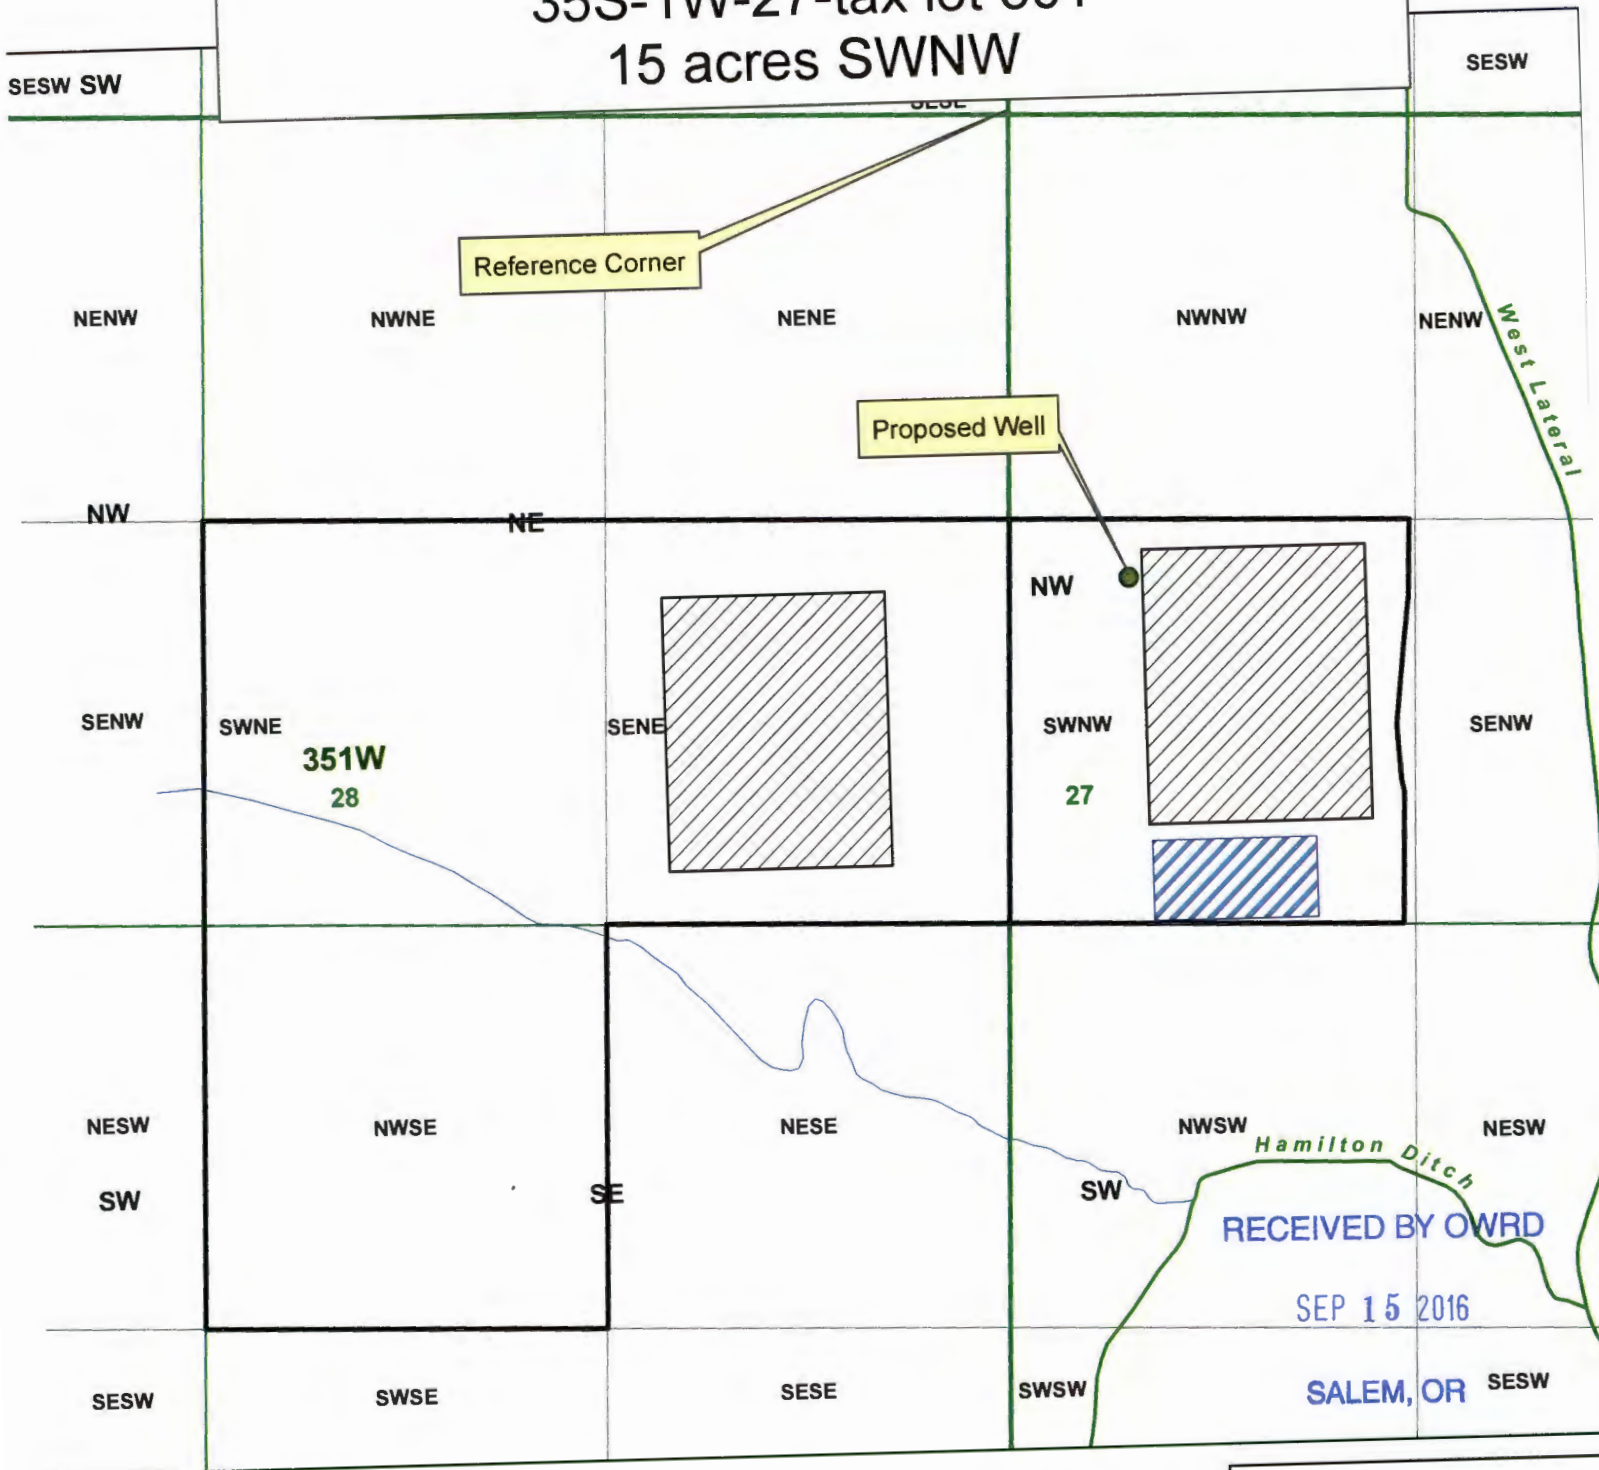 15 acres SWNW
SESW SW
SESW
Reference Corner
NENW
NWNE
NENE
NWNW
NENW
West Lateral
Proposed Well
NW
NE
NW
SENW
SWNE
SENE
SWNW
SENW
351W
28
27
NESW
NWSE
NESE
NWSW
NESW
Hamilton Ditch
SW
SE
SW
RECEIVED BY OWRD
SEP 15 2016
SALEM, OR
SESW
SWSE
SESE
SWSW
SESW